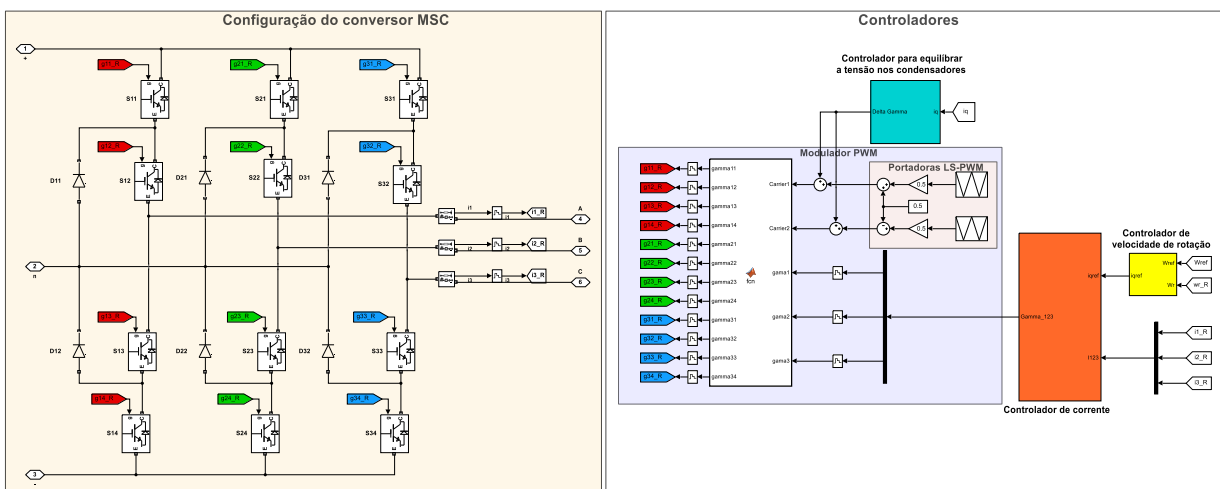 Configuração do conversor MSC
1
+
g11_R
g21_R
g31_R
S11
S21
S31
g12_R
g22_R
g32_R
D11
S12
D21
S22
D31
S32
i1
i1_R
A
4
i1
i2
i2_R
B
5
i2
2
n
i3
i3_R
C
6
i3
g13_R
g23_R
g33_R
D12
S13
D22
S23
D32
S33
g14_R
g24_R
g34_R
S14
S24
S34
3
-
Controladores
Controlador para equilibrar
a tensão nos condensadores
Delta Gamma
iq
iq
Modulador PWM
Portadoras LS-PWM
g11_R
g12_R
g13_R
g14_R
g21_R
g22_R
g23_R
g24_R
g31_R
g32_R
g33_R
g34_R
gamma11
gamma12
gamma13
gamma14
gamma21
gamma22
gamma23
gamma24
gamma31
gamma32
gamma33
gamma34
fcn
Carrier1
Carrier2
gama1
gama2
gama3
0.5
0.5
0.5
Gamma_123
iqref
I123
Controlador de corrente
Controlador de
velocidade de rotação
iqref
Wref
Wr
Wref
wr_R
i1_R
i2_R
i3_R